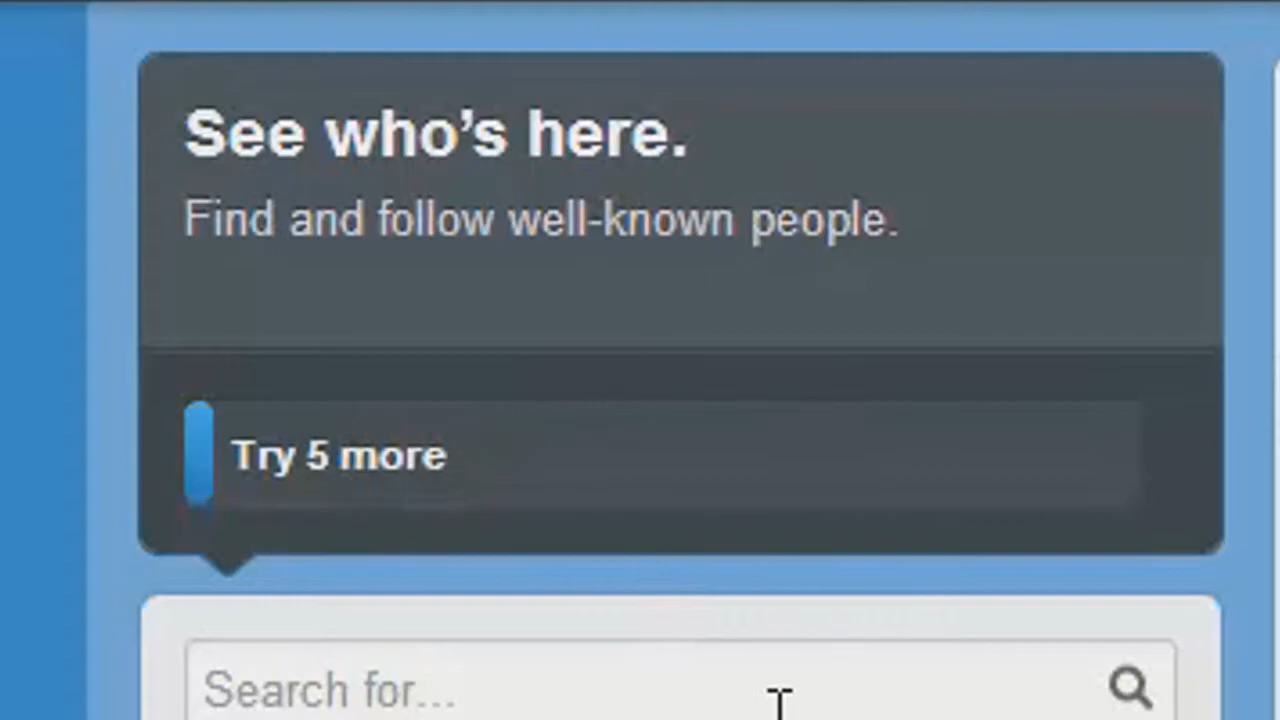 See who’s here.
Find and follow well-known people.
Try 5 more
Search for...